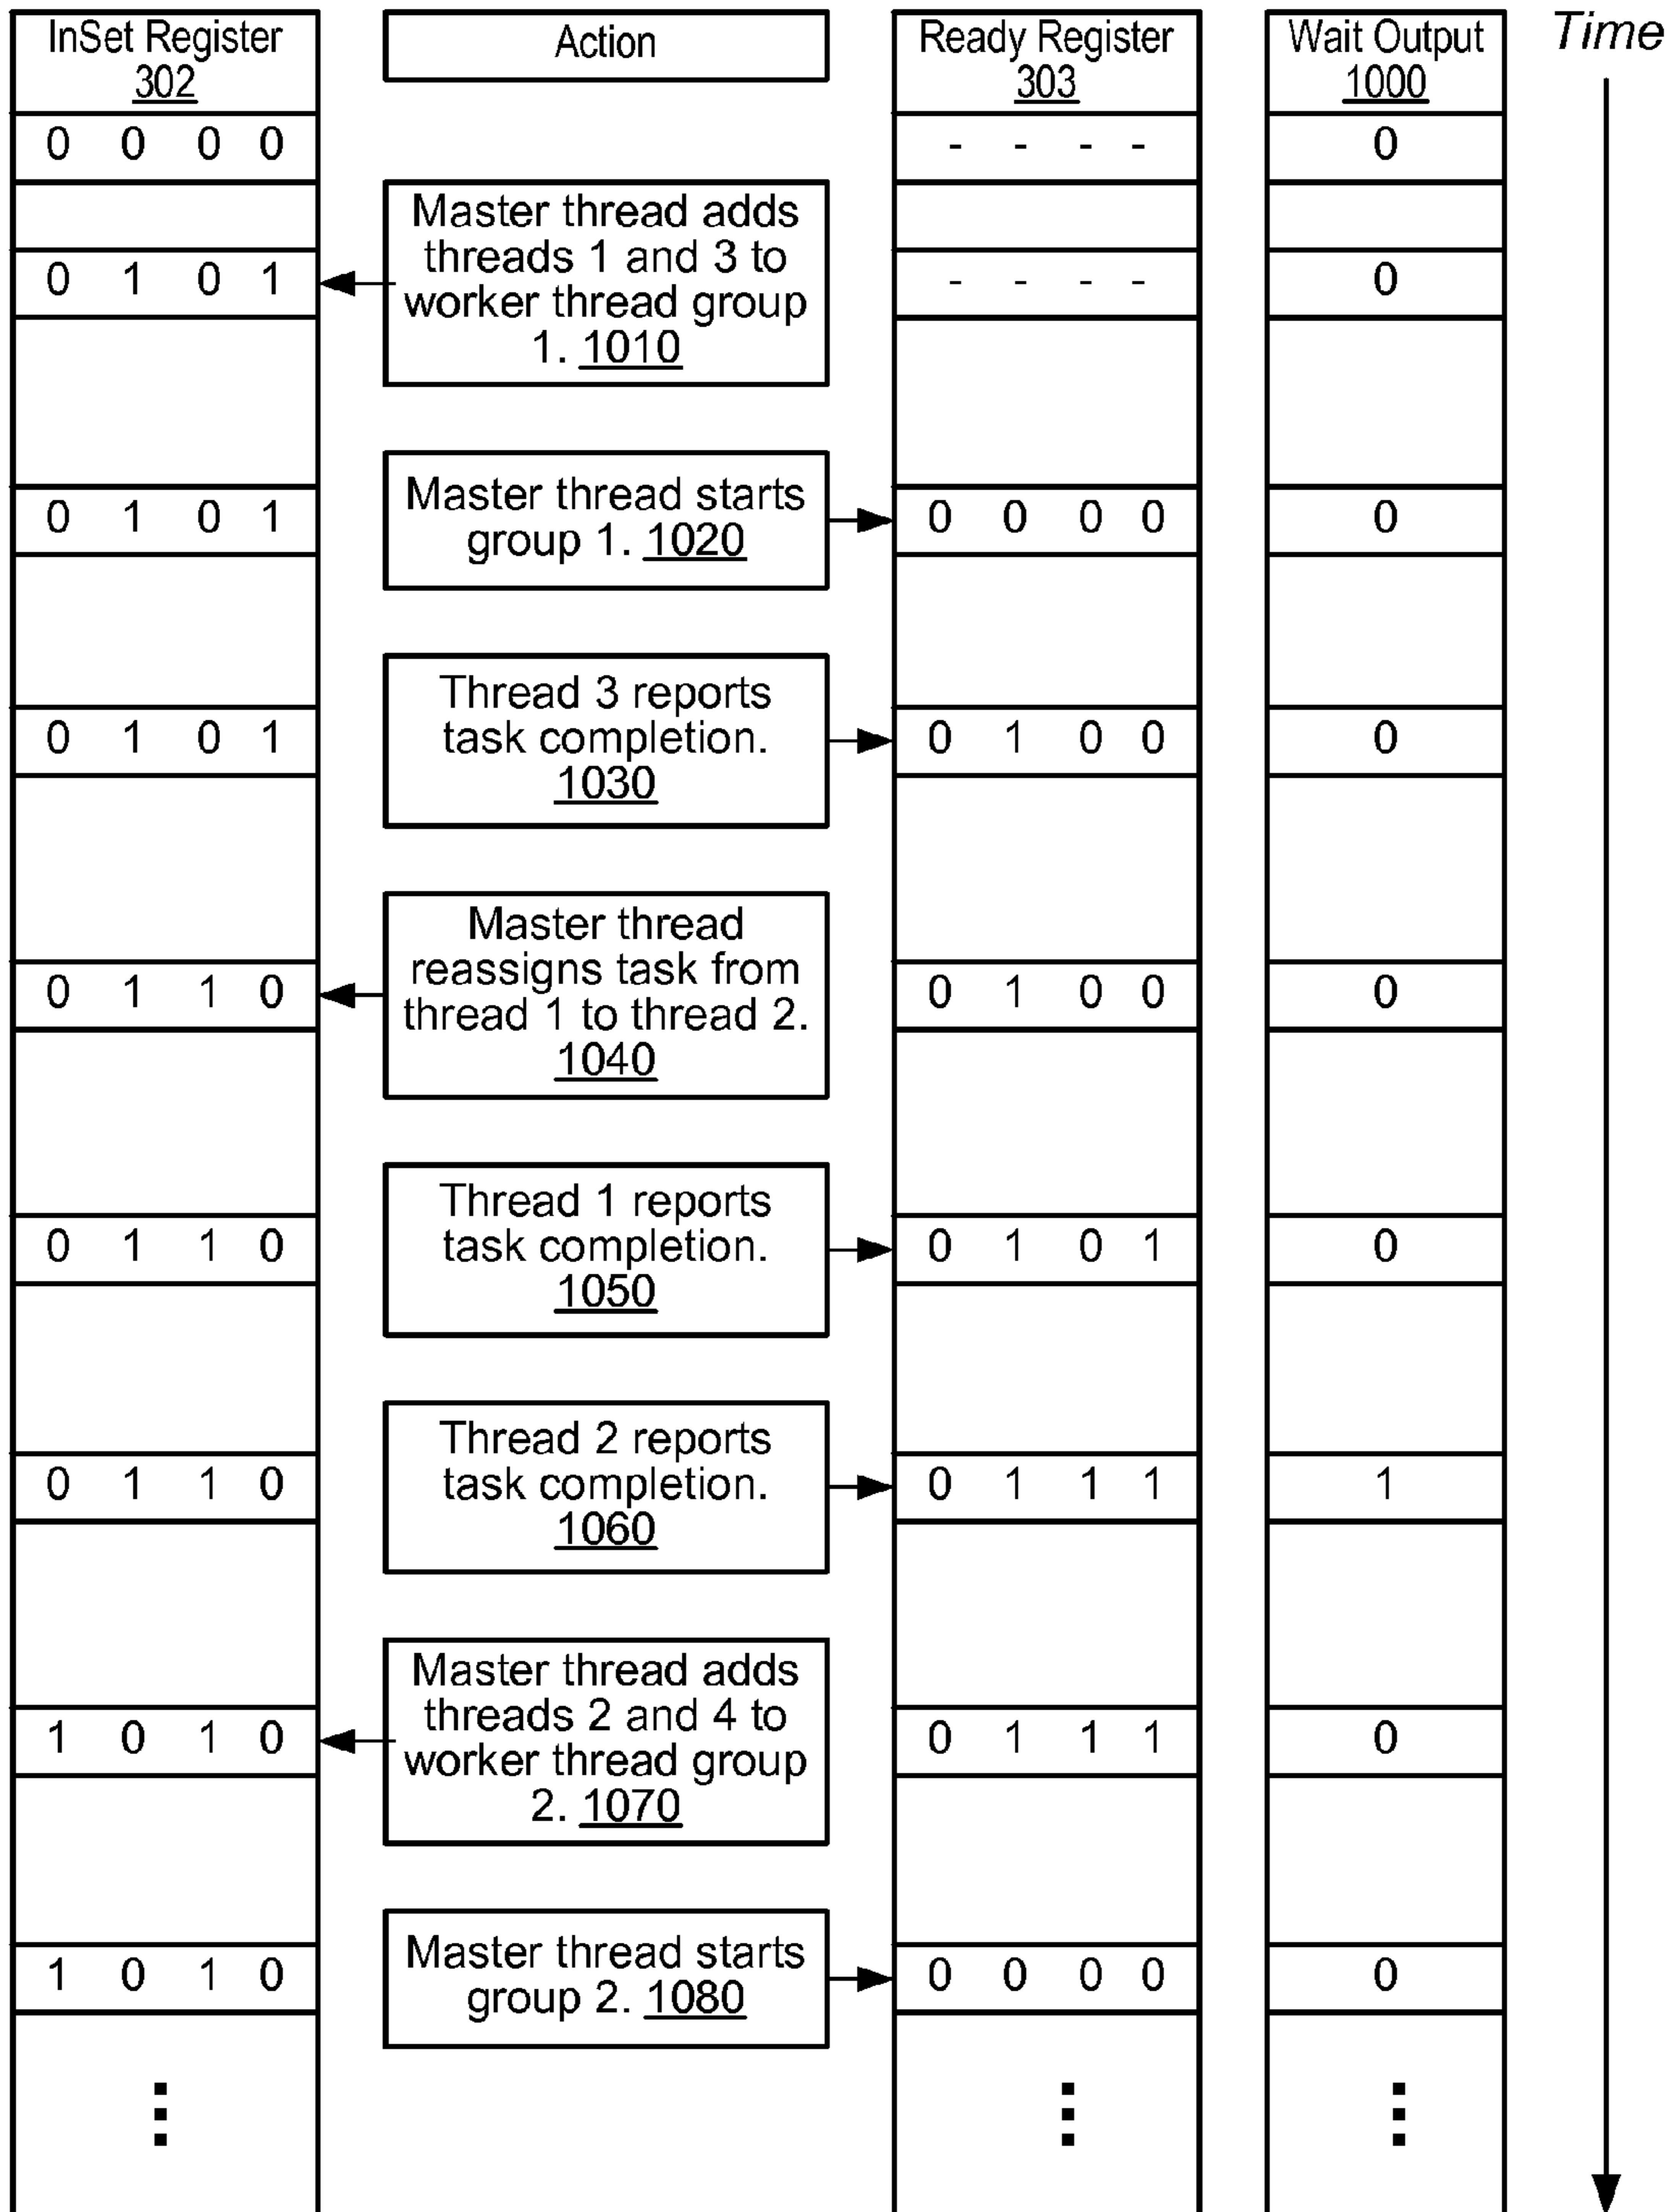 InSet Register
302
Action
Ready Register
303
Wait Output
1000
Time
0 0 0 0
- - - -
0
Master thread adds
threads 1 and 3 to
worker thread group
1. 1010
0 1 0 1
- - - -
0
Master thread starts
group 1. 1020
0 1 0 1
0 0 0 0
0
Thread 3 reports
task completion.
1030
0 1 0 1
0 1 0 0
0
Master thread
reassigns task from
thread 1 to thread 2.
1040
0 1 1 0
0 1 0 0
0
Thread 1 reports
task completion.
1050
0 1 1 0
0 1 0 1
0
Thread 2 reports
task completion.
1060
0 1 1 0
0 1 1 1
1
Master thread adds
threads 2 and 4 to
worker thread group
2. 1070
1 0 1 0
0 1 1 1
0
Master thread starts
group 2. 1080
1 0 1 0
0 0 0 0
0